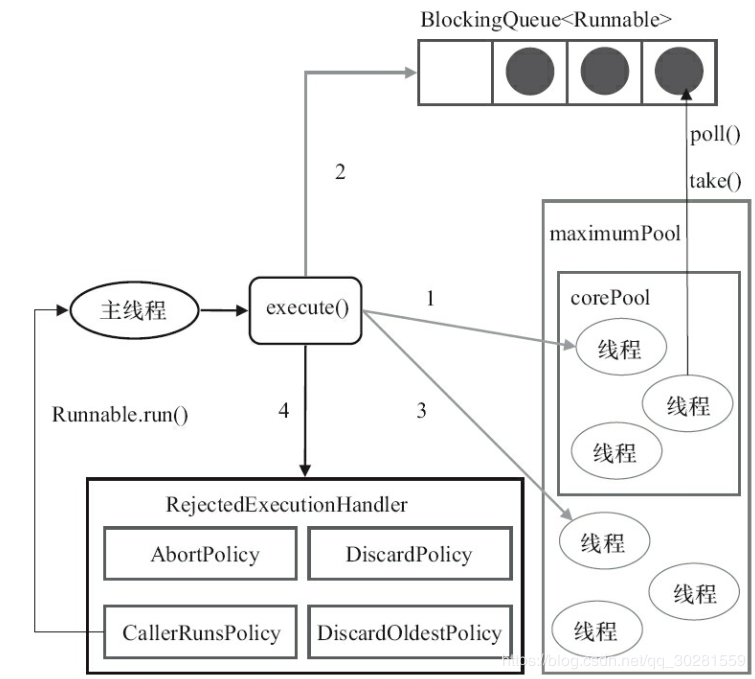 BlockingQueue<Runnable>
poll()
2
take()
maximumPool
corePool
1
主线程
execute()
线程
线程
Runnable.run()
4
3
线程
RejectedExecutionHandler
线程
AbortPolicy
DiscardPolicy
线程
CallerRunsPolicy
DiscardOldestPolicy
线程
https://blog.csdn.net/qq_30281559